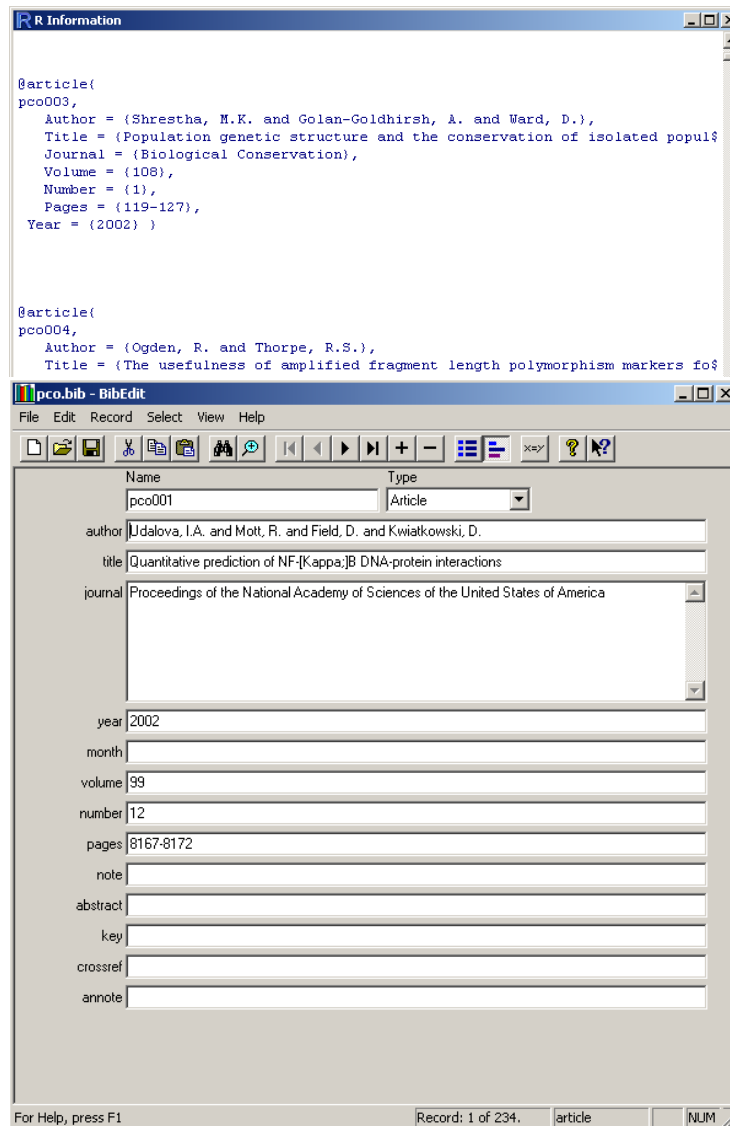 R Information
@article{
pco003,
Author = {Shrestha, M.K. and Golan-Goldhirsh, A. and Ward, D.},
Title = {Population genetic structure and the conservation of isolated popul$
Journal = {Biological Conservation},
Volume = {108},
Number = {1},
Pages = {119-127},
Year = {2002} }
@article{
pco004,
Author = {Ogden, R. and Thorpe, R.S.},
Title = {The usefulness of amplified fragment length polymorphism markers fo$
pco.bib - BibEdit
File Edit Record Select View Help
x=y
Name Type
pco001 Article
author Udalova, I.A. and Mott, R. and Field, D. and Kwiatkowski, D.
title Quantitative prediction of NF-[Kappa;]B DNA-protein interactions
journal Proceedings of the National Academy of Sciences of the United States of America
year 2002
month
volume 99
number 12
pages 8167-8172
note
abstract
key
crossref
annote
For Help, press F1 Record: 1 of 234. article NUM